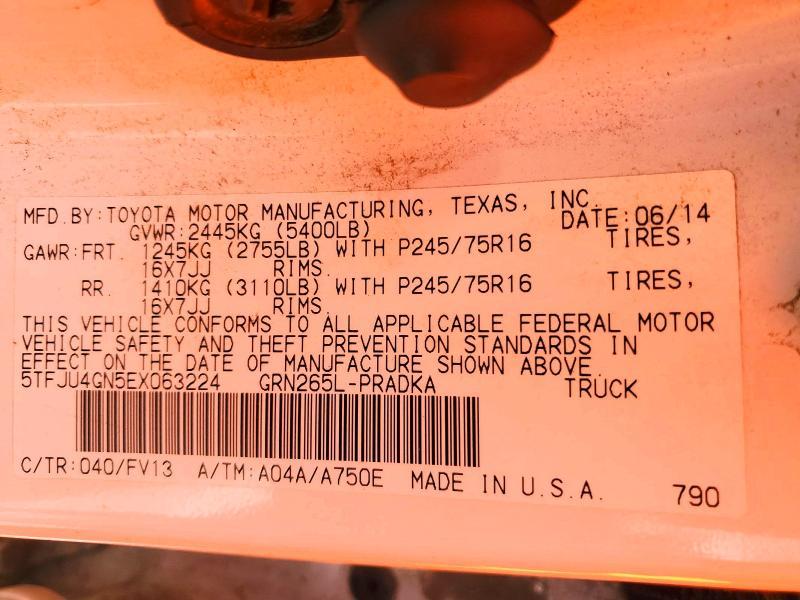 MFD. BY: TOYOTA MOTOR MANUFACTURING, TEXAS, INC.
DATE: 06/14
GVWR: 2445KG (5400LB)
GAWR: FRT. 1245KG (2755LB) WITH P245/75R16 TIRES,
16X7JJ RIMS.
RR. 1410KG (3110LB) WITH P245/75R16 TIRES,
16X7JJ RIMS.
THIS VEHICLE CONFORMS TO ALL APPLICABLE FEDERAL MOTOR
VEHICLE SAFETY AND THEFT PREVENTION STANDARDS IN
EFFECT ON THE DATE OF MANUFACTURE SHOWN ABOVE.
5TFJU4GN5EX063224 GRN265L-PRADKA TRUCK
C/TR: 040/FV13 A/TM: A04A/A750E MADE IN U.S.A. 790